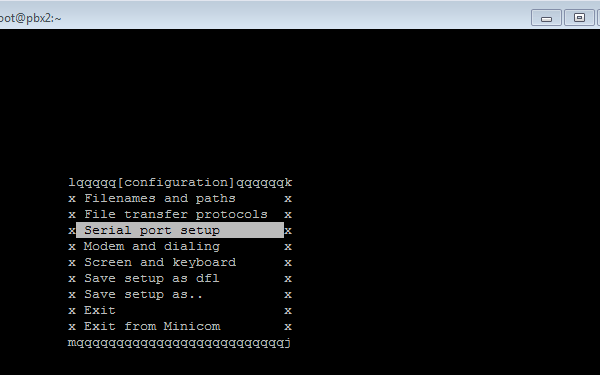 oot@pbx2:~
lqqqqq[configuration]qqqqqqk
x Filenames and paths      x
x File transfer protocols  x
x Serial port setup        x
x Modem and dialing        x
x Screen and keyboard      x
x Save setup as dfl        x
x Save setup as..          x
x Exit                     x
x Exit from Minicom        x
mqqqqqqqqqqqqqqqqqqqqqqqqqqj